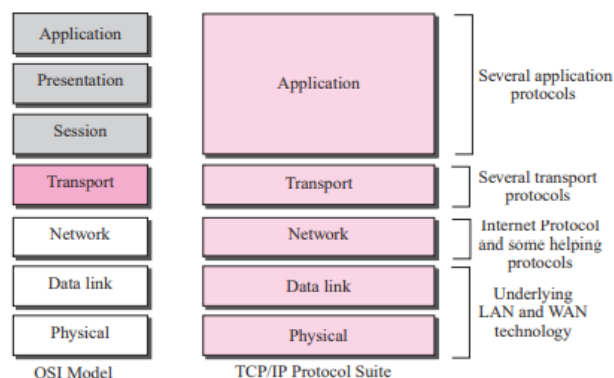 Application
Presentation
Session
Transport
Network
Data link
Physical
OSI Model
Application
Transport
Network
Data link
Physical
TCP/IP Protocol Suite
Several application
protocols
Several transport
protocols
Internet Protocol
and some helping
protocols
Underlying
LAN and WAN
technology